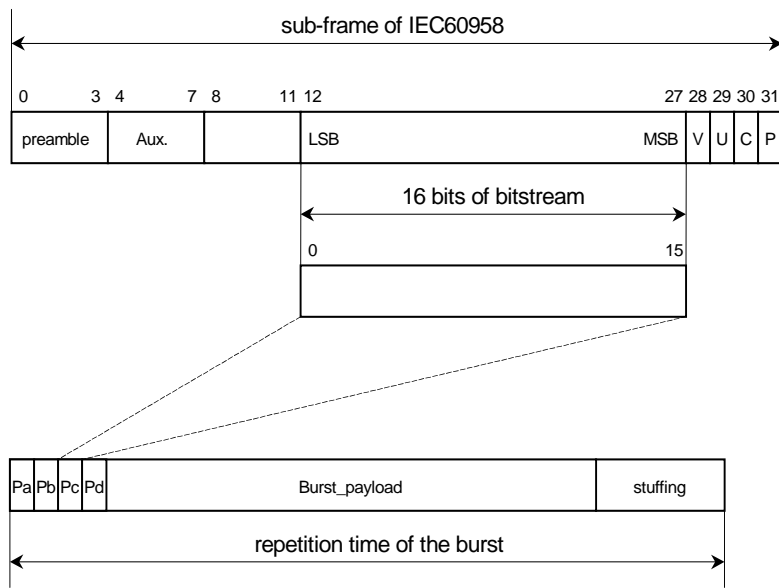 sub-frame of IEC60958
0 3 4 7 8 11 12 27 28 29 30 31
preamble Aux. LSB MSB V U C P
16 bits of bitstream
0 15
Pa Pb Pc Pd Burst_payload stuffing
repetition time of the burst